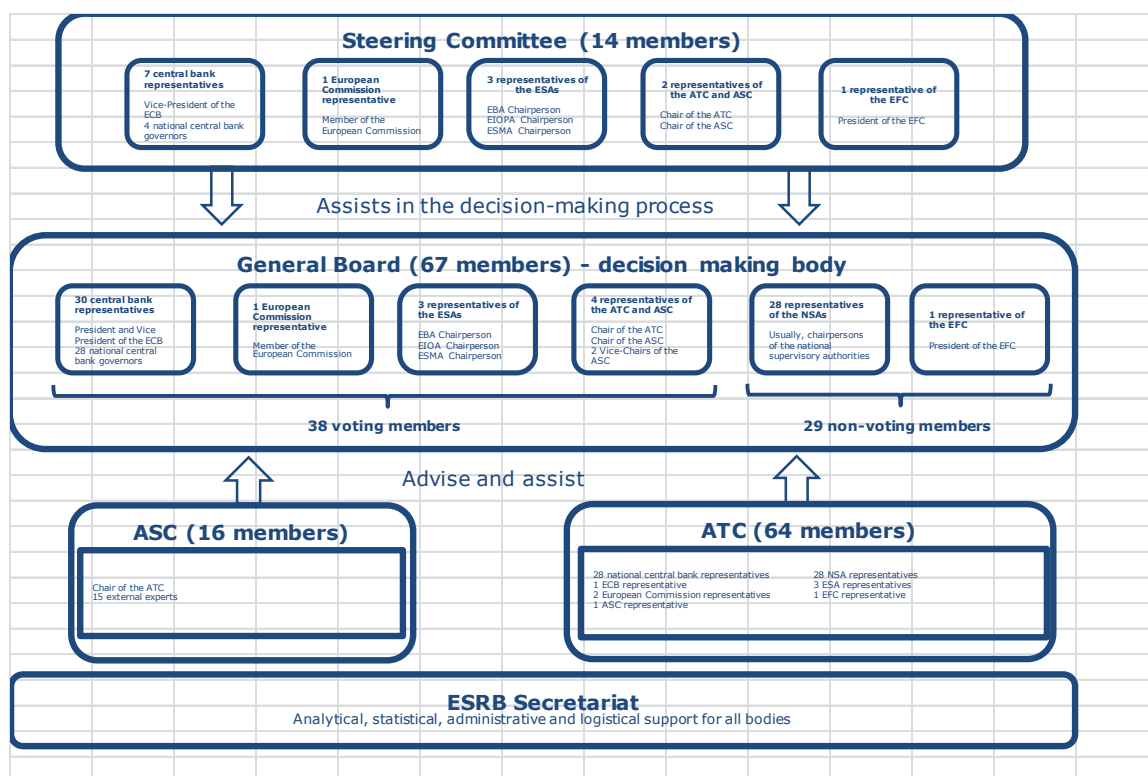 Steering Committee (14 members)
7 central bank
representatives
Vice-President of the
ECB
4 national central bank
governors
1 European
Commission
representative
Member of the
European Commission
3 representatives of
the ESAs
EBA Chairperson
EIOPA Chairperson
ESMA Chairperson
2 representatives of
the ATC and ASC
Chair of the ATC
Chair of the ASC
1 representative of
the EFC
President of the EFC
Assists in the decision-making process
General Board (67 members) – decision making body
30 central bank
representatives
President and Vice
President of the ECB
28 national central
bank governors
1 European
Commission
representative
Member of the
European Commission
3 representatives of
the ESAs
EBA Chairperson
EIOA Chairperson
ESMA Chairperson
4 representatives of
the ATC and ASC
Chair of the ATC
Chair of the ASC
2 Vice-Chairs of the
ASC
28 representatives
of the NSAs
Usually, chairpersons
of the national
supervisory authorities
1 representative of
the EFC
President of the EFC
38 voting members
29 non-voting members
Advise and assist
ASC (16 members)
Chair of the ATC
15 external experts
ATC (64 members)
28 national central bank representatives
1 ECB representative
2 European Commission representatives
1 ASC representative
28 NSA representatives
3 ESA representatives
1 EFC representative
ESRB Secretariat
Analytical, statistical, administrative and logistical support for all bodies